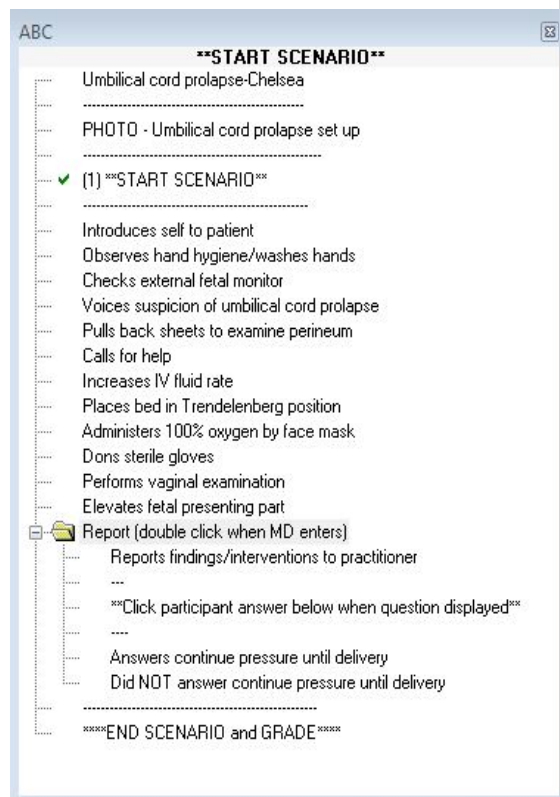 ABC
**START SCENARIO**
Umbilical cord prolapse-Chelsea
-----------------------------------------------
PHOTO - Umbilical cord prolapse set up
---------------------------------------------------
(1) **START SCENARIO**
------------------------------------------------
Introduces self to patient
Observes hand hygiene/washes hands
Checks external fetal monitor
Voices suspicion of umbilical cord prolapse
Pulls back sheets to examine perineum
Calls for help
Increases IV fluid rate
Places bed in Trendelenberg position
Administers 100% oxygen by face mask
Dons sterile gloves
Performs vaginal examination
Elevates fetal presenting part
Report (double click when MD enters)
Reports findings/interventions to practitioner
---
**Click participant answer below when question displayed**
----
Answers continue pressure until delivery
Did NOT answer continue pressure until delivery
--------------------------------------------------
****END SCENARIO and GRADE****